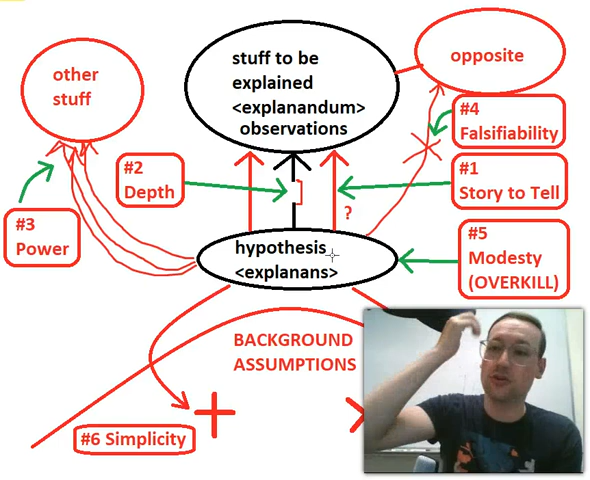 other
stuff
stuff to be
explained
<explanandum>
observations
opposite
#4
Falsifiability
#2
Depth
#1
Story to Tell
#3
Power
?
hypothesis
<explanans>
#5
Modesty
(OVERKILL)
BACKGROUND
ASSUMPTIONS
#6 Simplicity